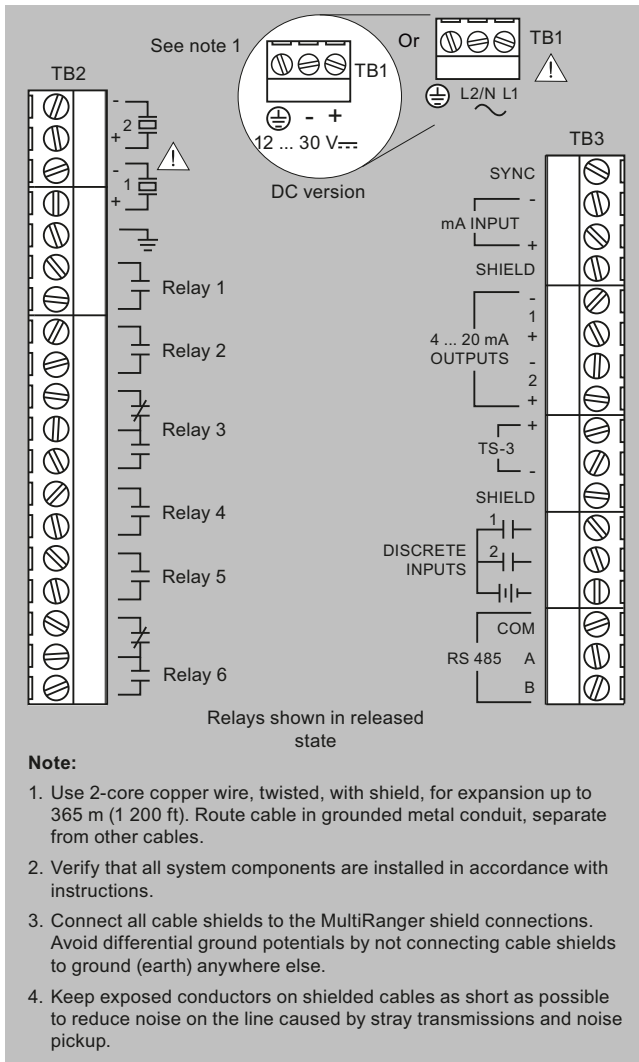 See note 1
Or
TB1
TB1
L2/N L1
- +
12 ... 30 V
DC version
TB2
-
2
+
-
1
+
Relay 1
Relay 2
Relay 3
Relay 4
Relay 5
Relay 6
TB3
SYNC
-
mA INPUT
+
SHIELD
-
1
4 ... 20 mA
+
OUTPUTS
-
2
+
+
TS-3
-
SHIELD
1
DISCRETE
2
INPUTS
COM
RS 485 A
B
Relays shown in released
state
Note:
1. Use 2-core copper wire, twisted, with shield, for expansion up to
365 m (1 200 ft). Route cable in grounded metal conduit, separate
from other cables.
2. Verify that all system components are installed in accordance with
instructions.
3. Connect all cable shields to the MultiRanger shield connections.
Avoid differential ground potentials by not connecting cable shields
to ground (earth) anywhere else.
4. Keep exposed conductors on shielded cables as short as possible
to reduce noise on the line caused by stray transmissions and noise
pickup.